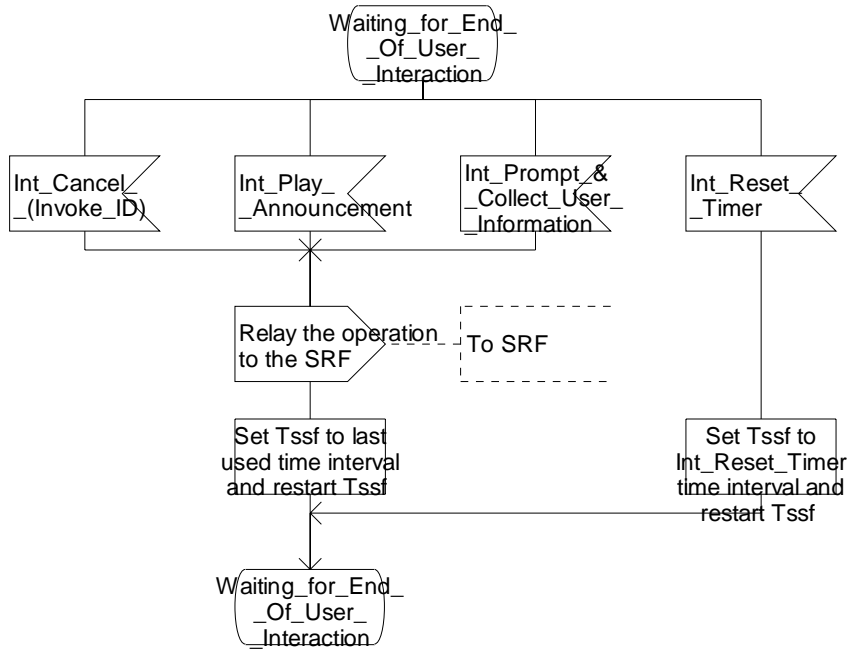 Waiting_for_End_
_Of_User_
_Interaction
Int_Cancel_
_(Invoke_ID)
Int_Play_
_Announcement
Int_Prompt_&
_Collect_User_
_Information
Int_Reset_
_Timer
Relay the operation
to the SRF
To SRF
Set Tssf to last
used time interval
and restart Tssf
Set Tssf to
Int_Reset_Timer
time interval and
restart Tssf
Waiting_for_End_
_Of_User_
_Interaction